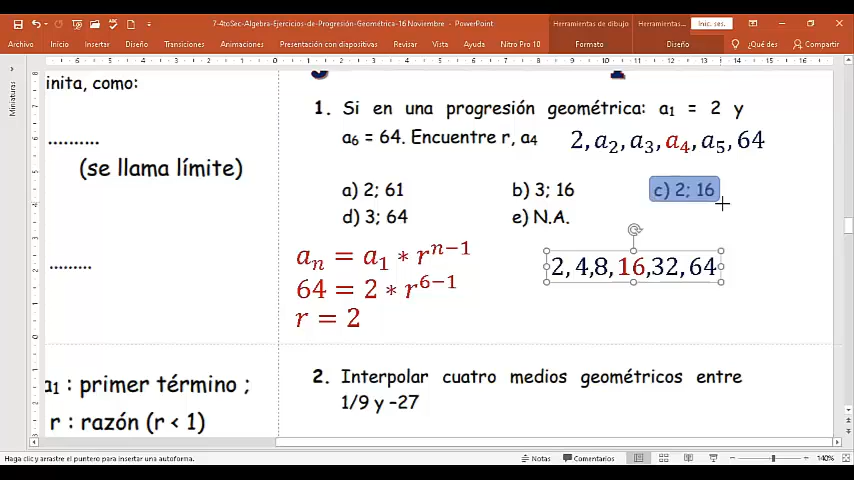 7-4toSec-Algebra-Ejercicios-de-Progresión-Geométrica-16 Noviembre - PowerPoint
Herramientas de dibujo
Herramientas...
Inic. ses.
Archivo Inicio Insertar Diseño Transiciones Animaciones Presentación con diapositivas Revisar Vista Ayuda Nitro Pro 10 Formato Diseño ¿Qué des Compartir
Miniaturas
inita, como:
..........
(se llama límite)
.........
a₁ : primer término ;
r : razón (r < 1)
1. Si en una progresión geométrica: a₁ = 2 y
a₆ = 64. Encuentre r, a₄
2, a₂, a₃, a₄, a₅, 64
a) 2; 61 b) 3; 16 c) 2; 16
d) 3; 64 e) N.A.
aₙ = a₁ * rⁿ⁻¹
64 = 2 * r⁶⁻¹
r = 2
2, 4,8, 16,32, 64
2. Interpolar cuatro medios geométricos entre
1/9 y –27
Haga clic y arrastre el puntero para insertar una autoforma.
Notas Comentarios 140%